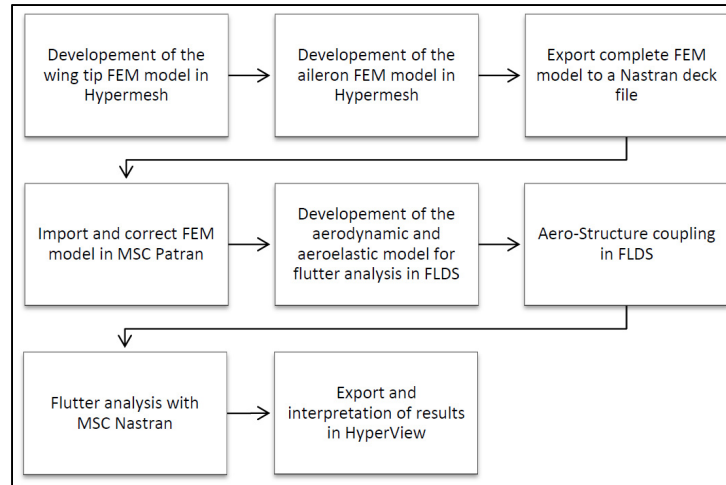 Developement of the
wing tip FEM model in
Hypermesh
Developement of the
aileron FEM model in
Hypermesh
Export complete FEM
model to a Nastran deck
file
Import and correct FEM
model in MSC Patran
Developement of the
aerodynamic and
aeroelastic model for
flutter analysis in FLDS
Aero-Structure coupling
in FLDS
Flutter analysis with
MSC Nastran
Export and
interpretation of results
in HyperView